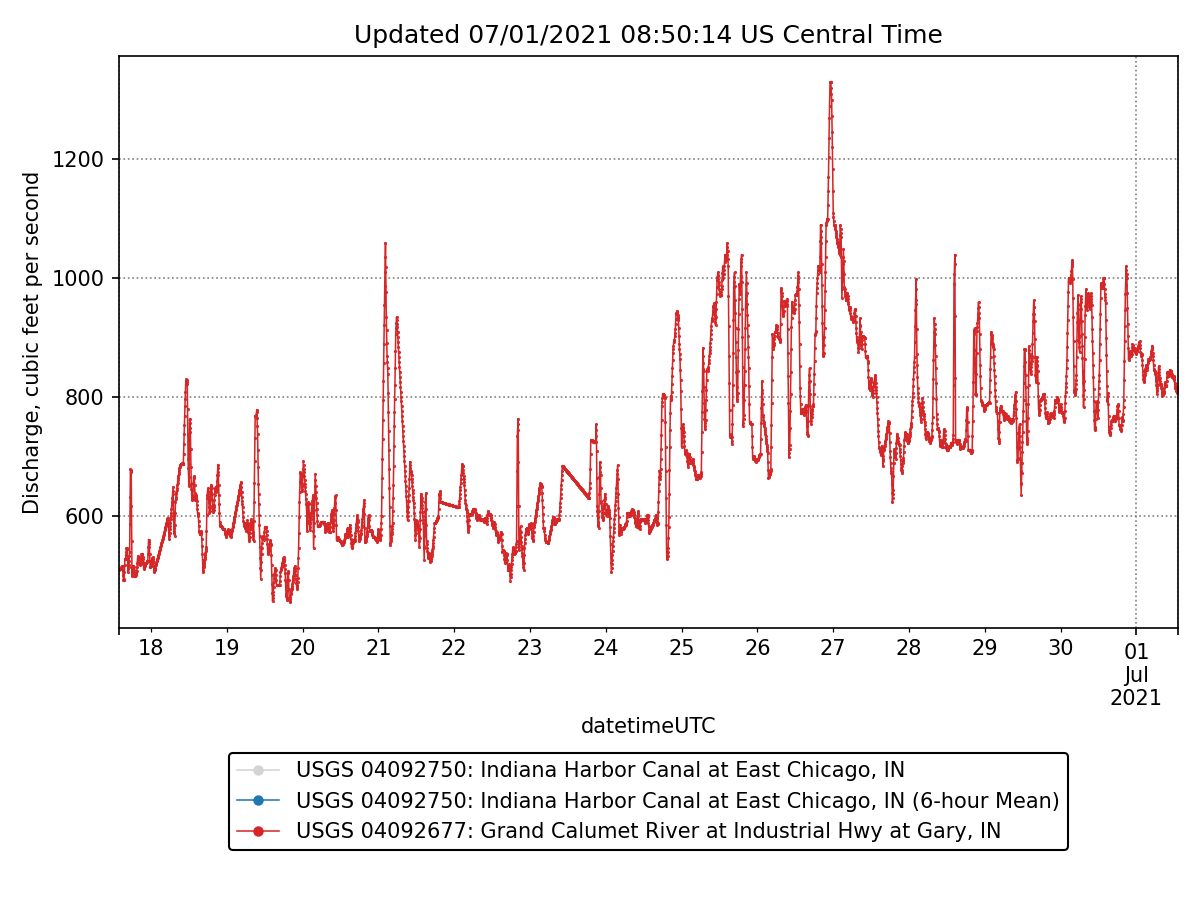 Updated 07/01/2021 08:50:14 US Central Time
Discharge, cubic feet per second
1200
1000
800
600
18 19 20 21 22 23 24 25 26 27 28 29 30 01
Jul
2021
datetimeUTC
USGS 04092750: Indiana Harbor Canal at East Chicago, IN
USGS 04092750: Indiana Harbor Canal at East Chicago, IN (6-hour Mean)
USGS 04092677: Grand Calumet River at Industrial Hwy at Gary, IN